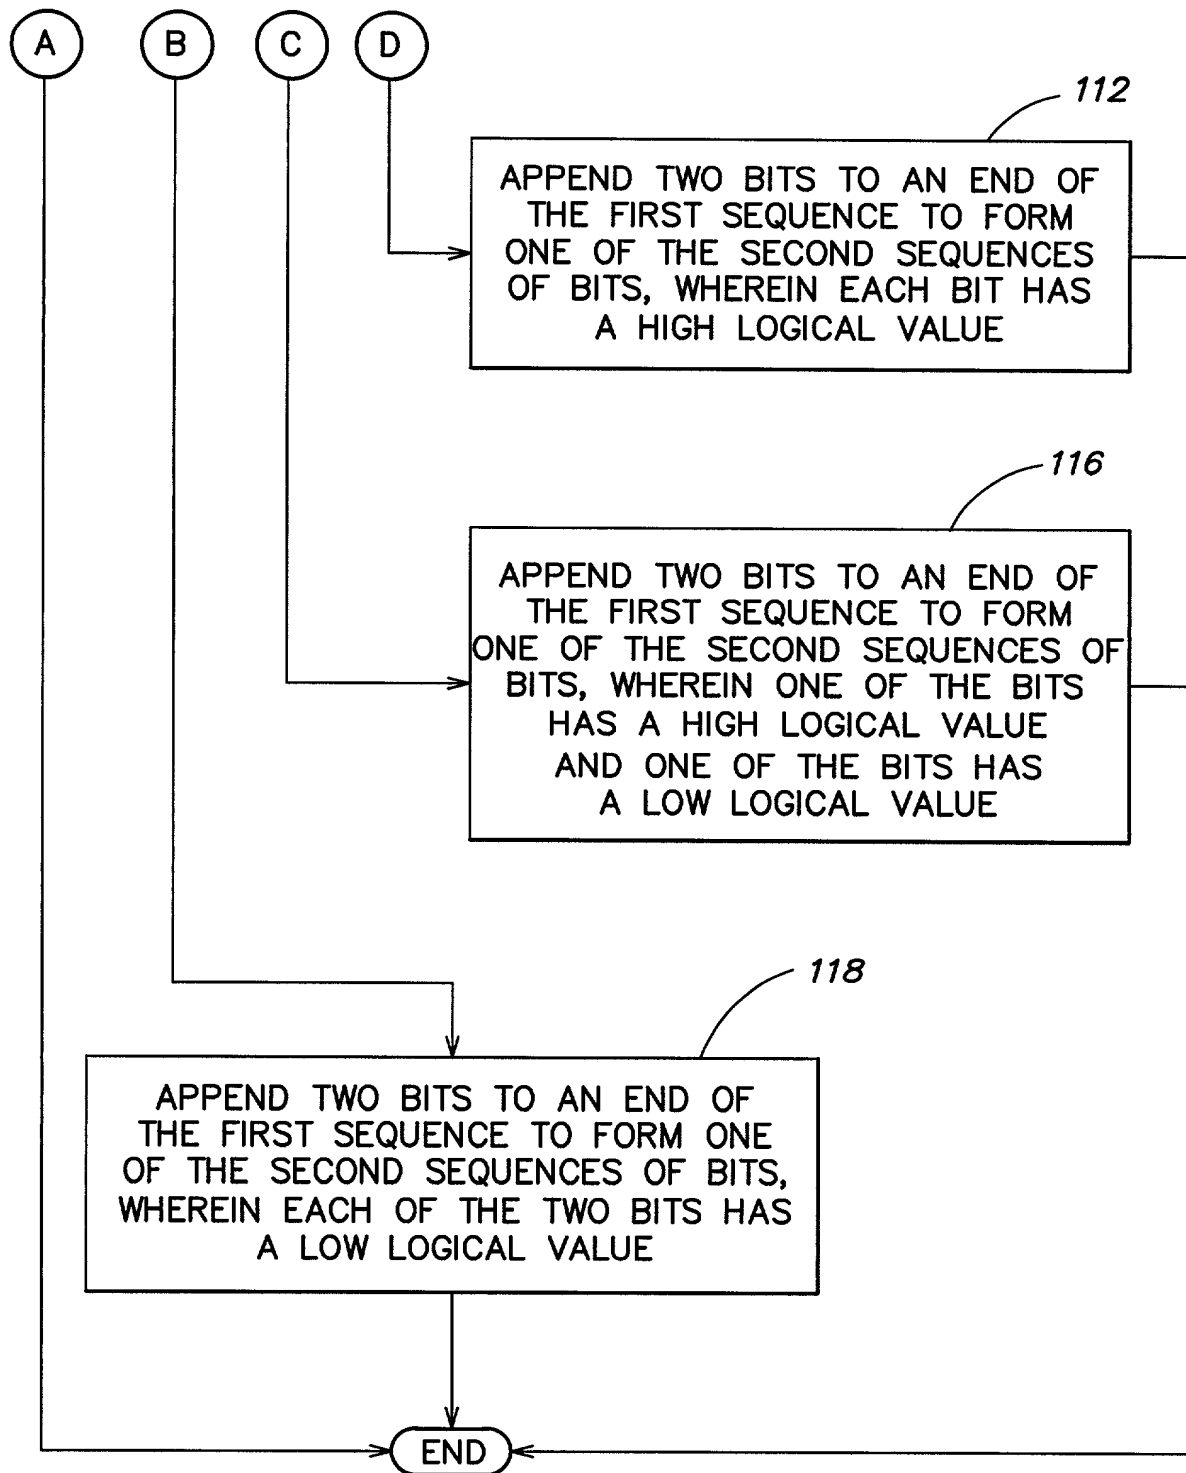 A B C D
112
APPEND TWO BITS TO AN END OF
THE FIRST SEQUENCE TO FORM
ONE OF THE SECOND SEQUENCES
OF BITS, WHEREIN EACH BIT HAS
A HIGH LOGICAL VALUE
116
APPEND TWO BITS TO AN END OF
THE FIRST SEQUENCE TO FORM
ONE OF THE SECOND SEQUENCES OF
BITS, WHEREIN ONE OF THE BITS
HAS A HIGH LOGICAL VALUE
AND ONE OF THE BITS HAS
A LOW LOGICAL VALUE
118
APPEND TWO BITS TO AN END OF
THE FIRST SEQUENCE TO FORM ONE
OF THE SECOND SEQUENCES OF BITS,
WHEREIN EACH OF THE TWO BITS HAS
A LOW LOGICAL VALUE
END